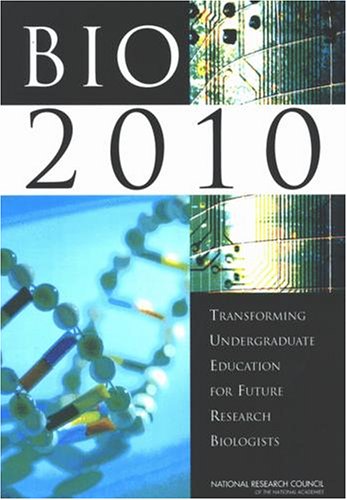 BIO
2010
TRANSFORMING
UNDERGRADUATE
EDUCATION
FOR FUTURE
RESEARCH
BIOLOGISTS
NATIONAL RESEARCH COUNCIL
OF THE NATIONAL ACADEMIES